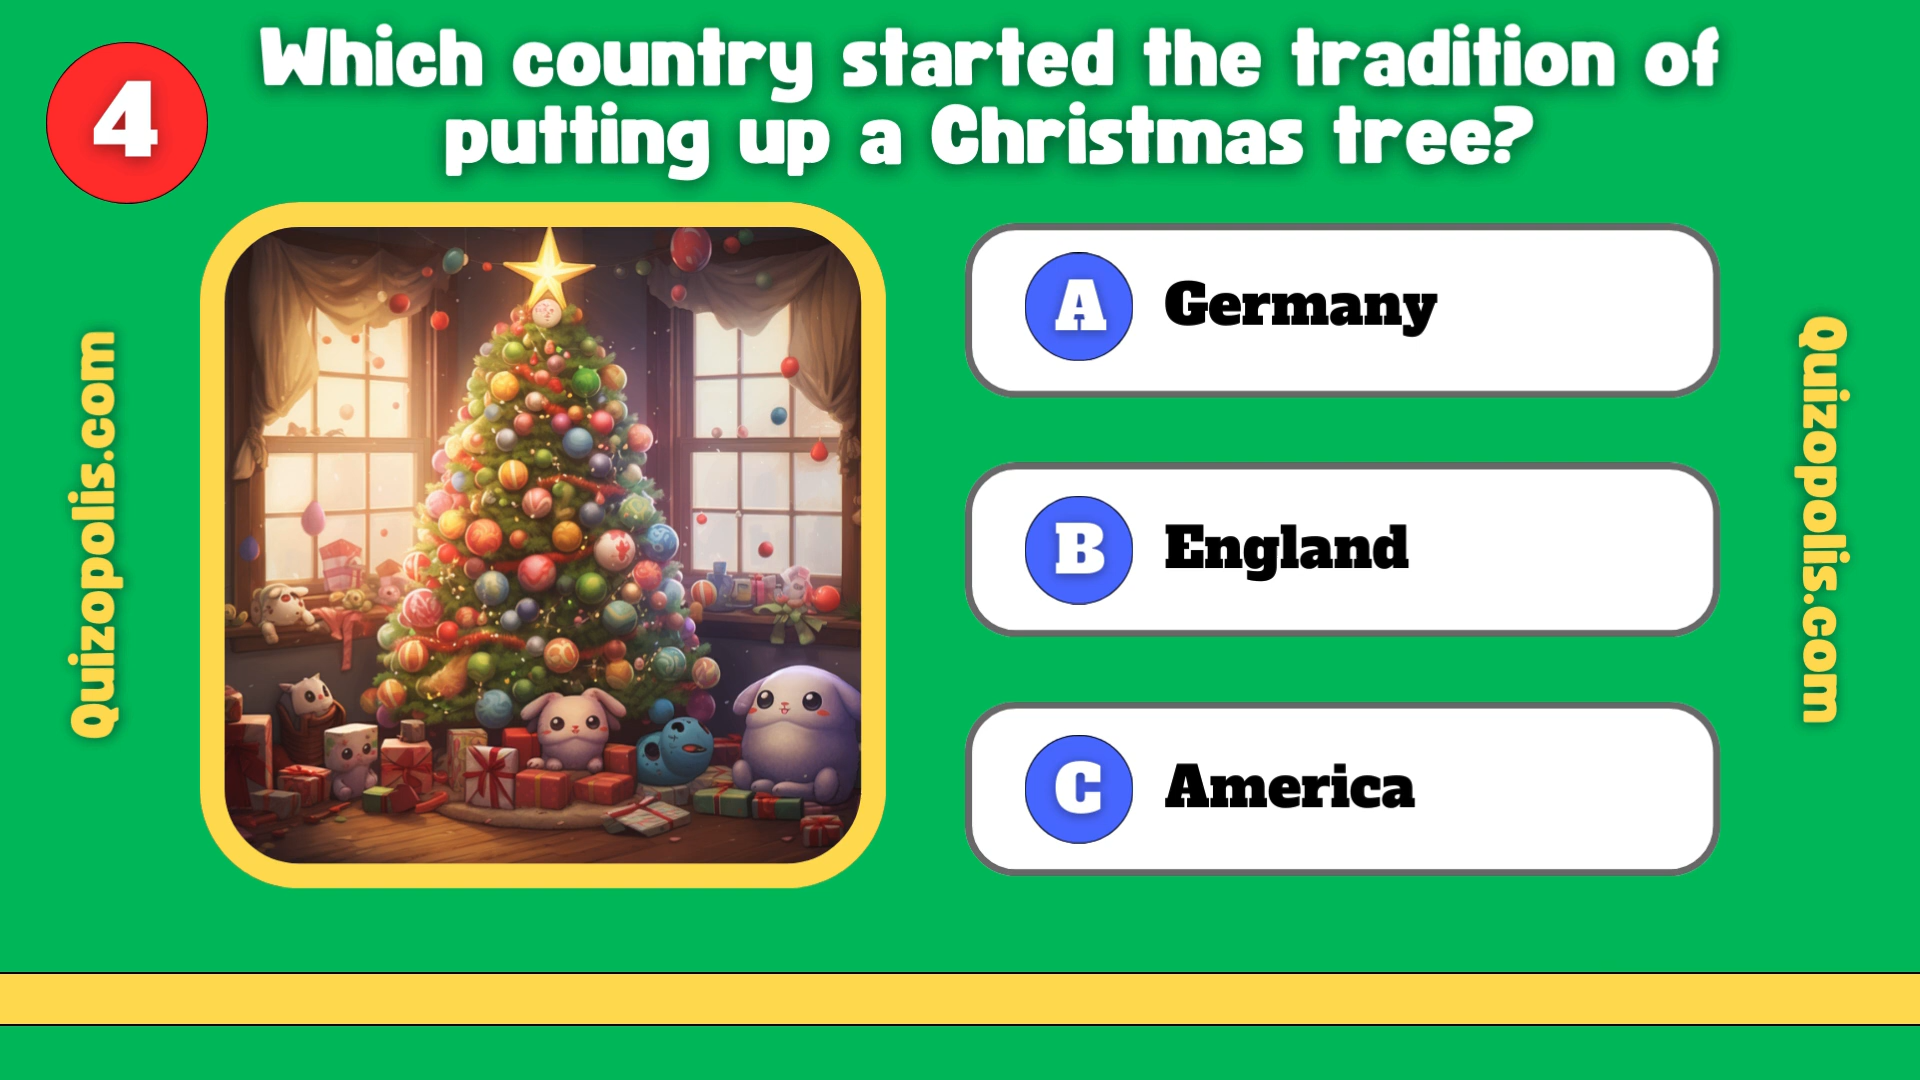 4
Which country started the tradition of
putting up a Christmas tree?
Quizopolis.com
A Germany
B England
C America
Quizopolis.com